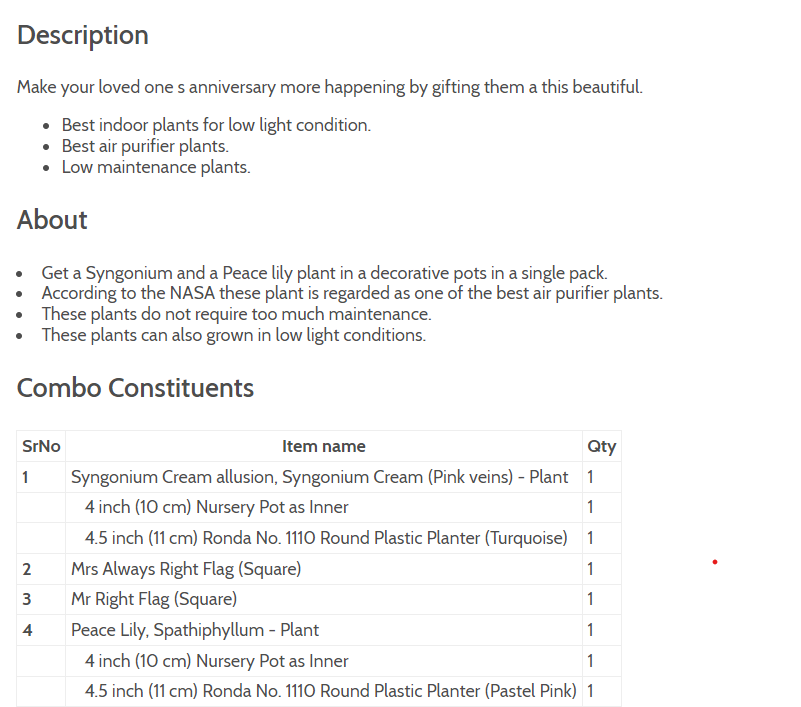 Description
Make your loved one s anniversary more happening by gifting them a this beautiful.
• Best indoor plants for low light condition.
• Best air purifier plants.
• Low maintenance plants.
About
• Get a Syngonium and a Peace lily plant in a decorative pots in a single pack.
• According to the NASA these plant is regarded as one of the best air purifier plants.
• These plants do not require too much maintenance.
• These plants can also grown in low light conditions.
Combo Constituents
SrNo Item name Qty
1 Syngonium Cream allusion, Syngonium Cream (Pink veins) - Plant 1
4 inch (10 cm) Nursery Pot as Inner 1
4.5 inch (11 cm) Ronda No. 1110 Round Plastic Planter (Turquoise) 1
2 Mrs Always Right Flag (Square) 1
3 Mr Right Flag (Square) 1
4 Peace Lily, Spathiphyllum - Plant 1
4 inch (10 cm) Nursery Pot as Inner 1
4.5 inch (11 cm) Ronda No. 1110 Round Plastic Planter (Pastel Pink) 1